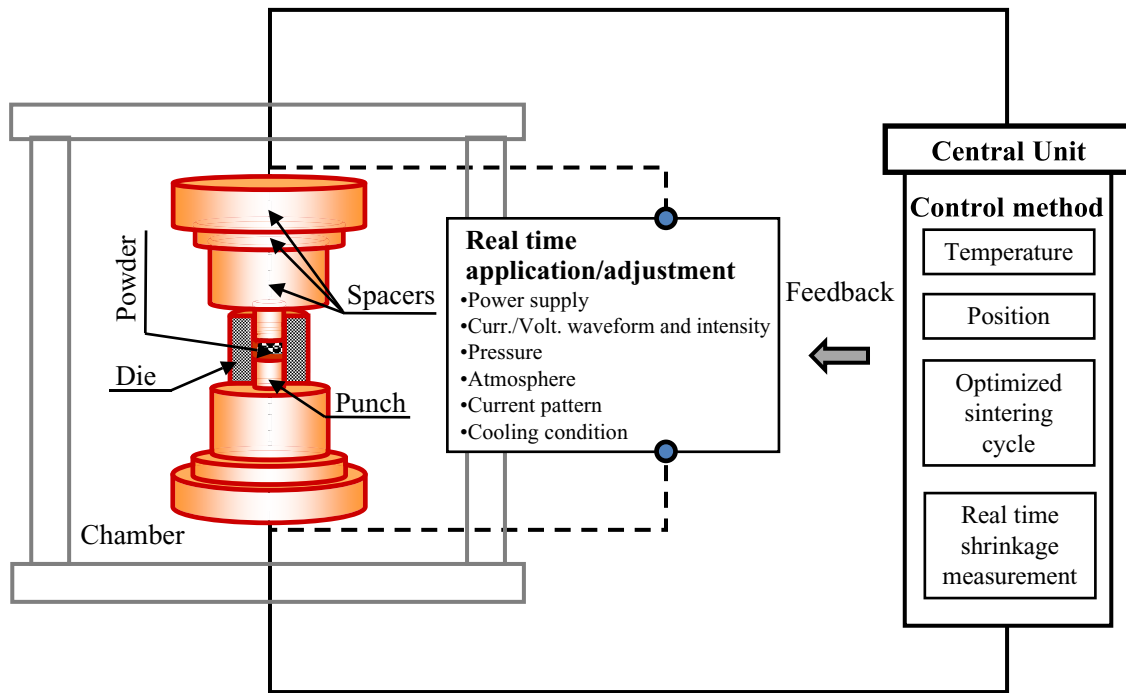 Central Unit
Control method
Temperature
Position
Optimized
sintering
cycle
Real time
shrinkage
measurement
Feedback
Real time
application/adjustment
•Power supply
•Curr./Volt. waveform and intensity
•Pressure
•Atmosphere
•Current pattern
•Cooling condition
Powder
Spacers
Die
Punch
Chamber